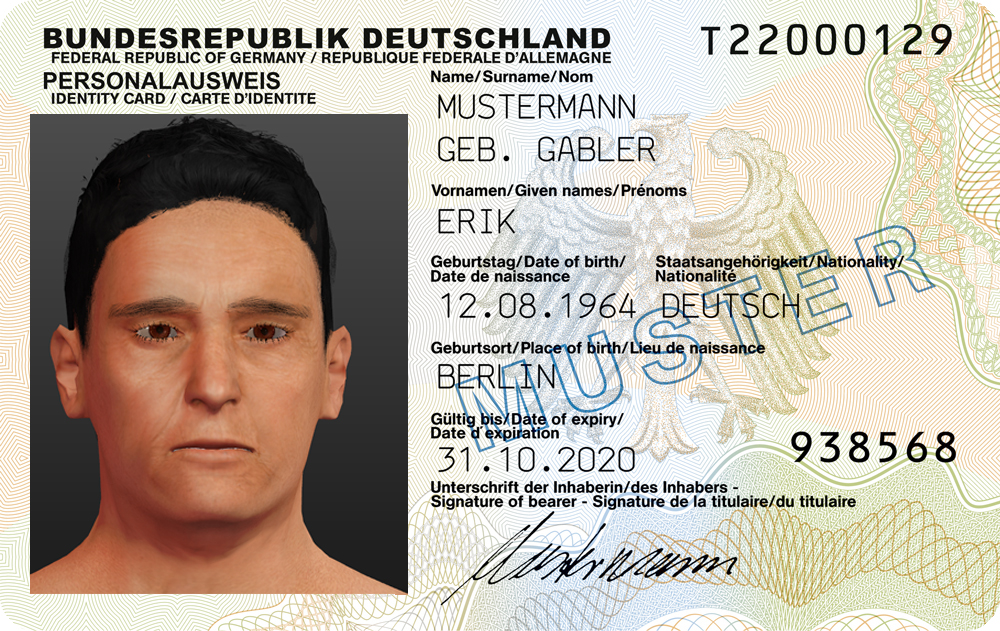 BUNDESREPUBLIK DEUTSCHLAND
FEDERAL REPUBLIC OF GERMANY / REPUBLIQUE FEDERALE D'ALLEMAGNE
PERSONALAUSWEIS
IDENTITY CARD / CARTE D'IDENTITE
T22000129
Name/Surname/Nom
MUSTERMANN
GEB. GABLER
Vornamen/Given names/Prénoms
ERIK
Geburtstag/Date of birth/
Date de naissance
12.08.1964
Staatsangehörigkeit/Nationality/
Nationalité
DEUTSCH
Geburtsort/Place of birth/Lieu de naissance
BERLIN
MUSTER
Gültig bis/Date of expiry/
Date d'expiration
31.10.2020
938568
Unterschrift der Inhaberin/des Inhabers -
Signature of bearer - Signature de la titulaire/du titulaire
Mustermann